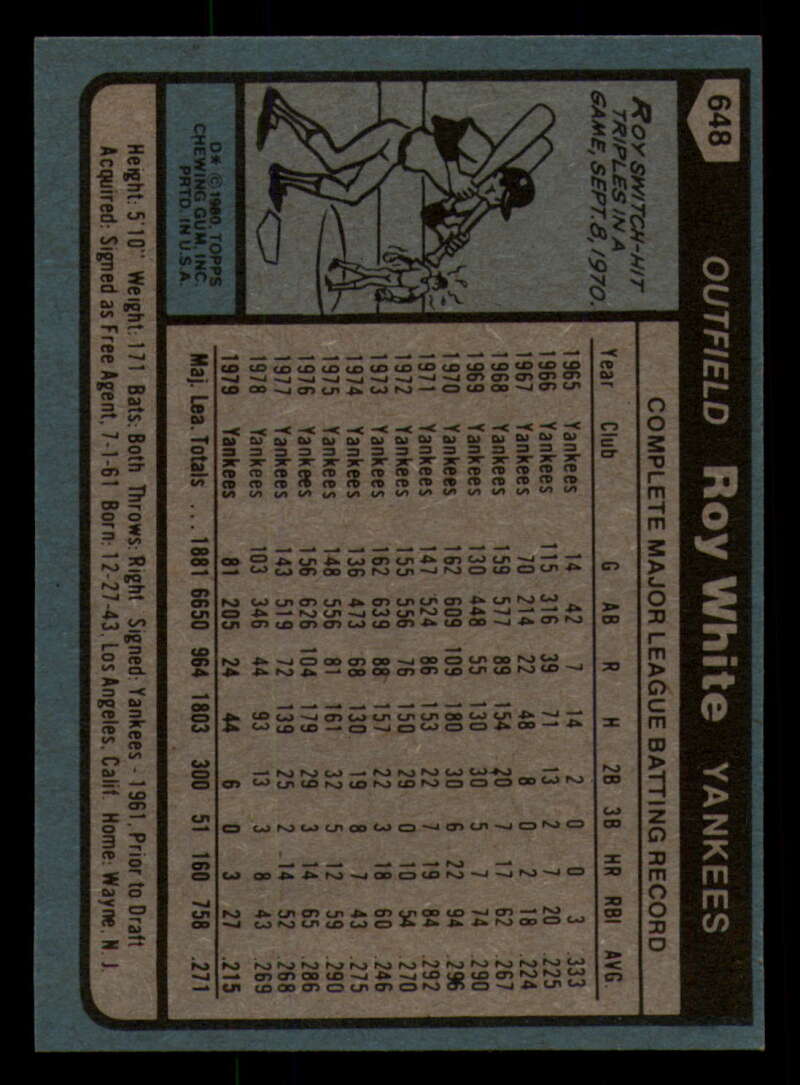 648 OUTFIELD Roy White YANKEES
ROY SWITCH-HIT
TRIPLES IN A
GAME, SEPT. 8, 1970.
D* © 1980, TOPPS
CHEWING GUM, INC.
PRTD. IN U.S.A.
COMPLETE MAJOR LEAGUE BATTING RECORD
Year Club G AB R H 2B 3B HR RBI AVG.
1965 Yankees 14 42 7 14 2 0 0 3 .333
1966 Yankees 115 316 39 71 13 2 7 20 .225
1967 Yankees 70 214 22 48 8 0 2 18 .224
1968 Yankees 159 577 89 154 20 7 17 62 .267
1969 Yankees 130 448 55 130 30 5 7 74 .290
1970 Yankees 162 609 109 180 30 6 22 94 .296
1971 Yankees 147 524 86 153 22 7 19 84 .292
1972 Yankees 155 556 76 150 29 0 10 54 .270
1973 Yankees 162 639 88 157 22 3 18 60 .246
1974 Yankees 136 473 68 130 19 8 7 43 .275
1975 Yankees 148 556 81 161 32 5 12 59 .290
1976 Yankees 156 626 104 179 29 3 14 65 .286
1977 Yankees 143 519 72 139 25 2 14 52 .268
1978 Yankees 103 346 44 93 13 3 8 43 .269
1979 Yankees 81 205 24 44 6 0 3 27 .215
Maj. Lea. Totals ... 1881 6650 964 1803 300 51 160 758 .271
Height: 5'10" Weight: 171 Bats: Both Throws: Right Signed: Yankees - 1961, Prior to Draft
Acquired: Signed as Free Agent, 7-1-61 Born: 12-27-43, Los Angeles, Calif. Home: Wayne, N. J.